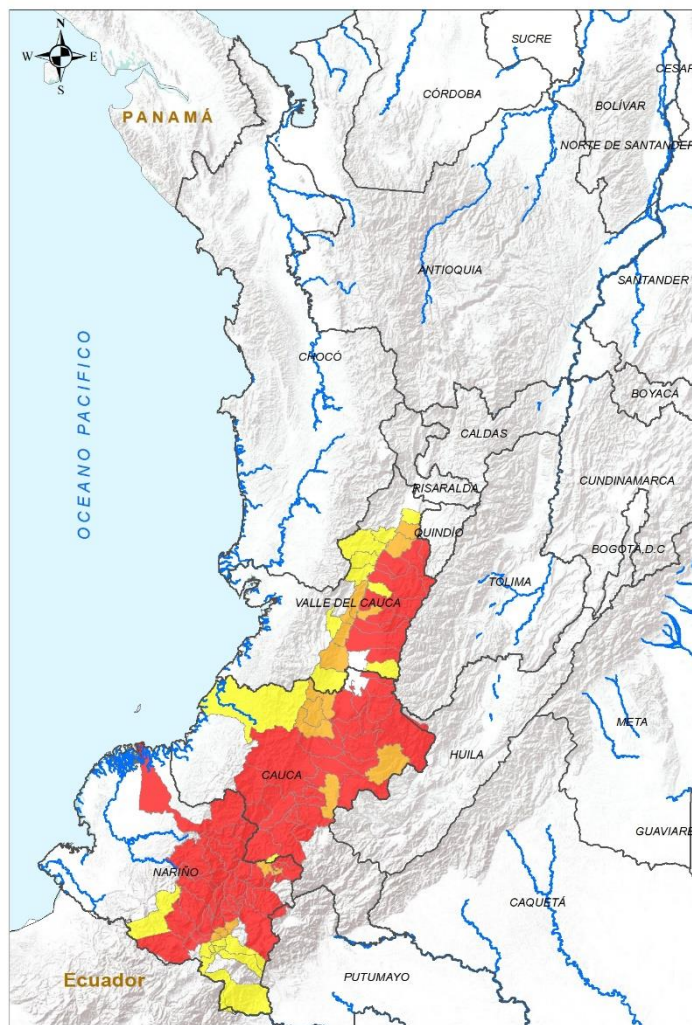 N
W E
S
SUCRE
CESAR
CÓRDOBA
BOLÍVAR
PANAMÁ
NORTE DE SANTANDER
ANTIOQUIA
SANTANDER
CHOCÓ
OCEANO PACIFICO
BOYACÁ
CALDAS
CUNDINAMARCA
RISARALDA
QUINDÍO
BOGOTÁ, D.C
TOLIMA
VALLE DEL CAUCA
META
HUILA
CAUCA
GUAVIARE
NARIÑO
CAQUETÁ
Ecuador
PUTUMAYO